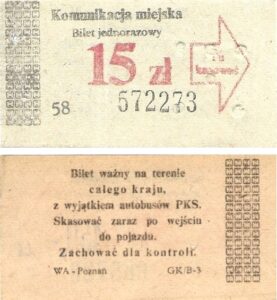 Komunikacja miejska
Bilet jednorazowy
15 zł
58 572273
Bilet ważny na terenie
całego kraju,
z wyjątkiem autobusów PKS.
Skasować zaraz po wejściu
do pojazdu.
Zachować dla kontroli.
WA - Poznań GK/B-3